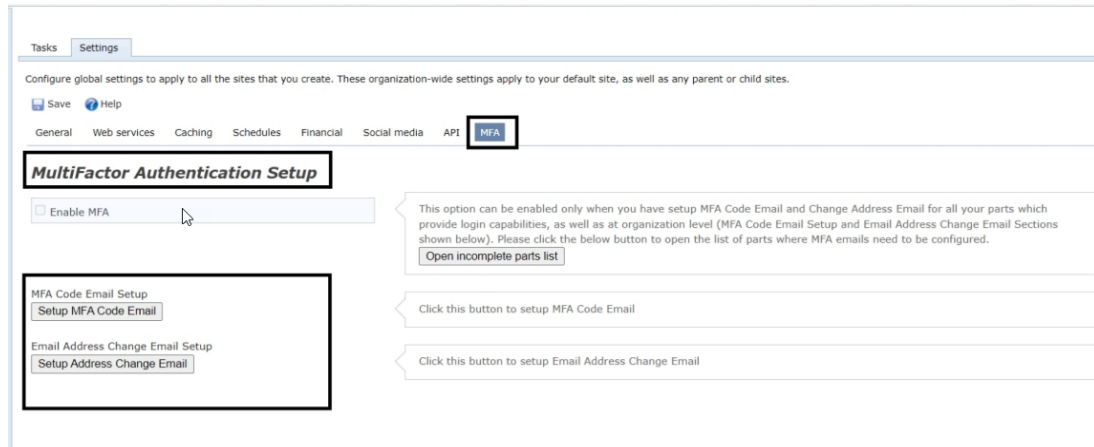 Tasks Settings
Configure global settings to apply to all the sites that you create. These organization-wide settings apply to your default site, as well as any parent or child sites.
Save Help
General Web services Caching Schedules Financial Social media API MFA
MultiFactor Authentication Setup
Enable MFA
This option can be enabled only when you have setup MFA Code Email and Change Address Email for all your parts which
provide login capabilities, as well as at organization level (MFA Code Email Setup and Email Address Change Email Sections
shown below). Please click the below button to open the list of parts where MFA emails need to be configured.
Open incomplete parts list
MFA Code Email Setup
Setup MFA Code Email
Click this button to setup MFA Code Email
Email Address Change Email Setup
Setup Address Change Email
Click this button to setup Email Address Change Email